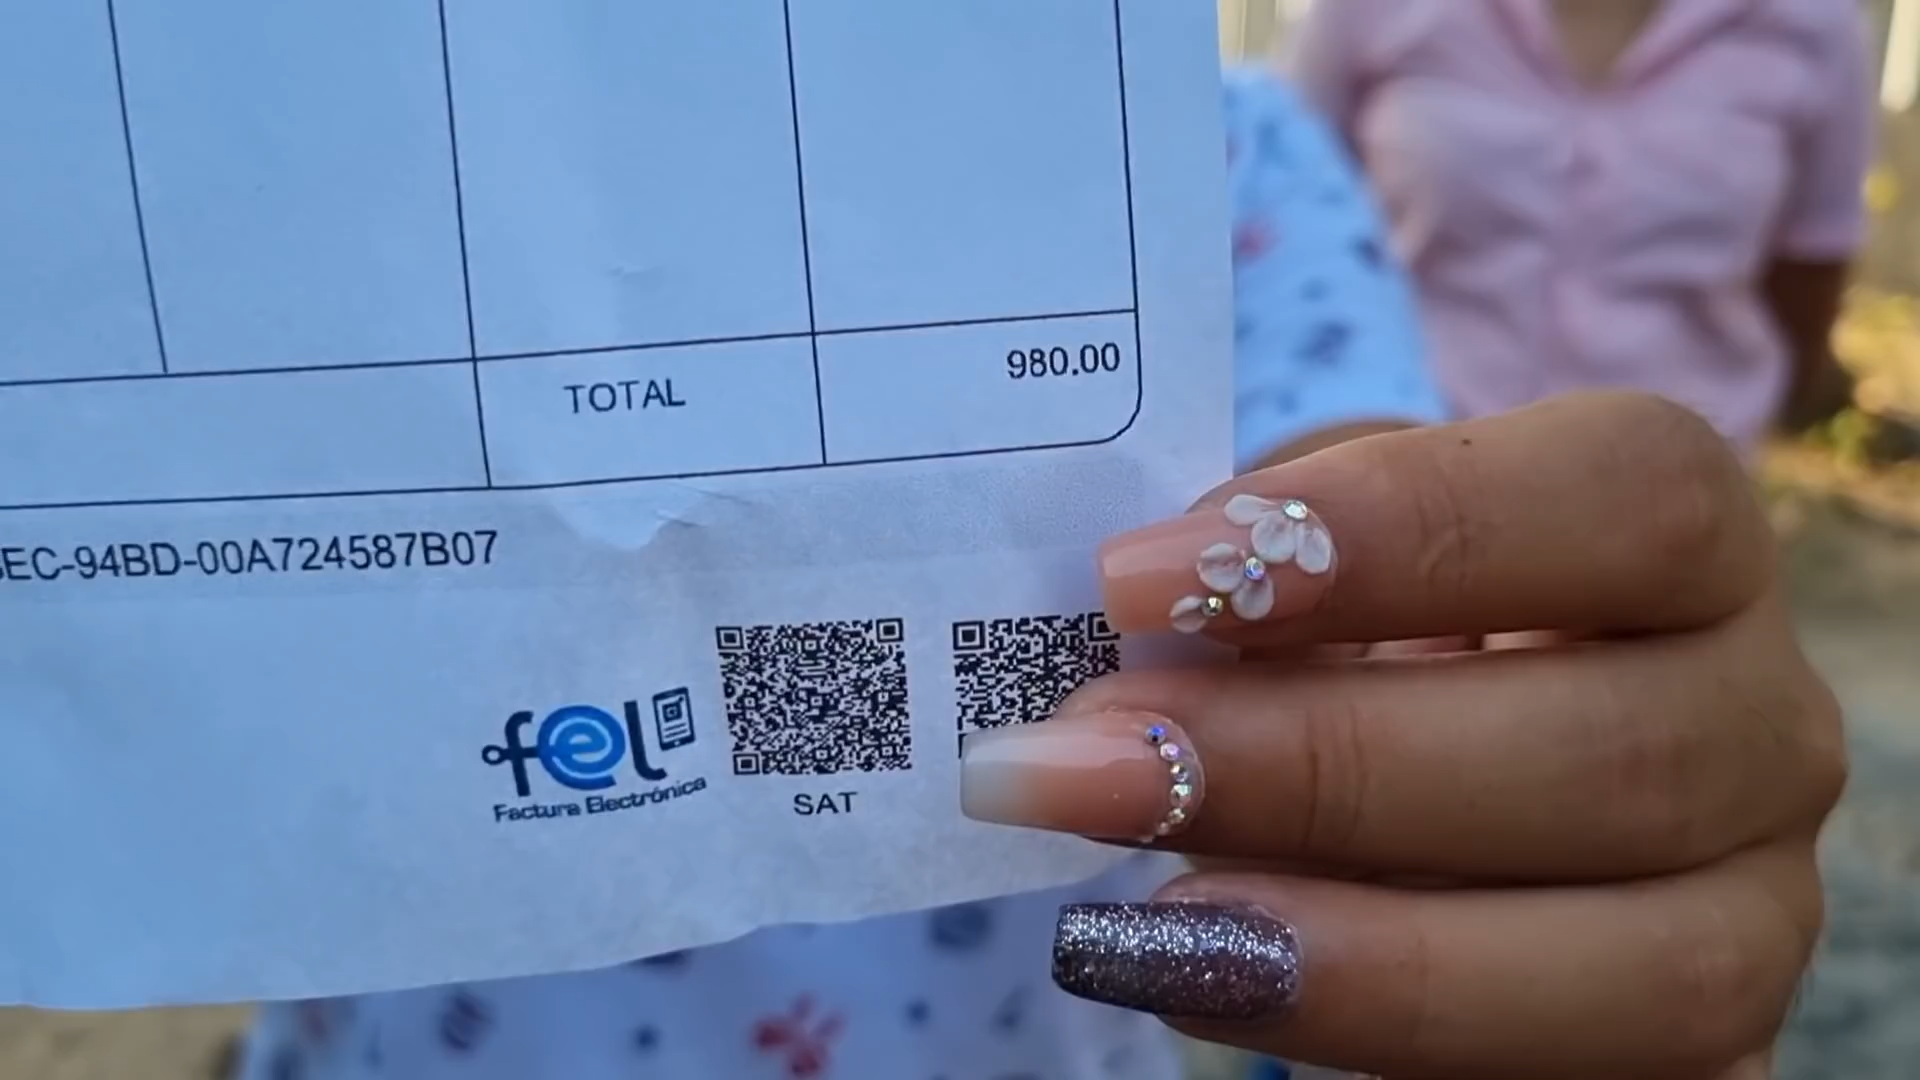 TOTAL 980.00
EC-94BD-00A724587B07
fel
Factura Electrónica
SAT